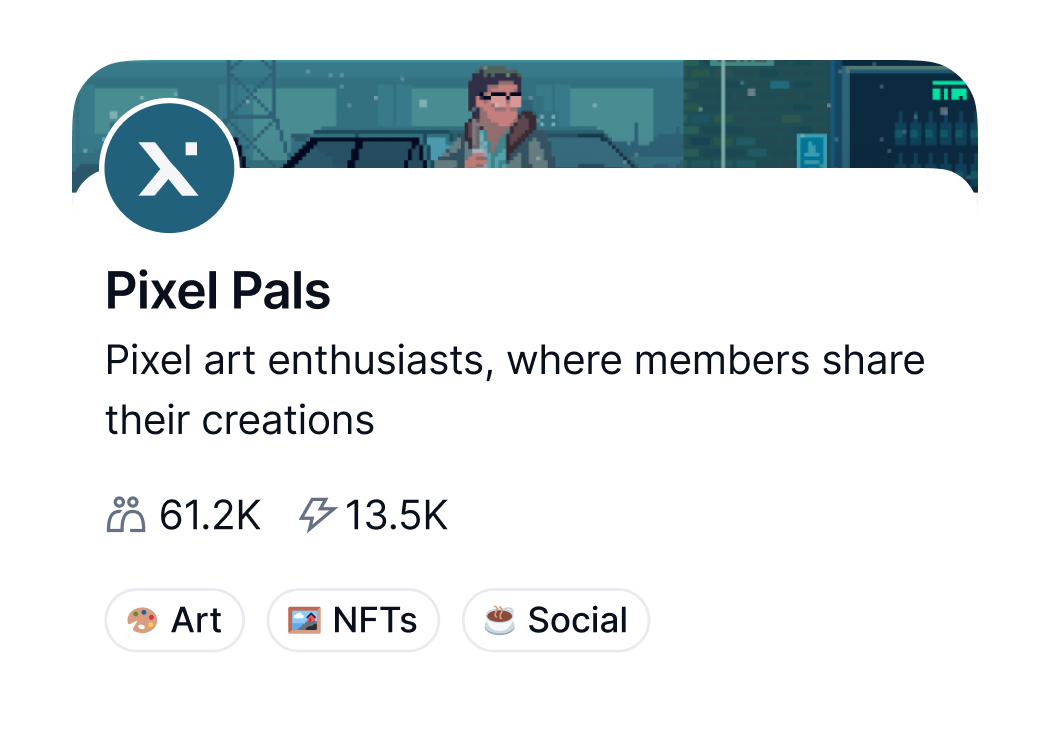 Pixel Pals
Pixel art enthusiasts, where members share
their creations
61.2K 13.5K
Art NFTs Social